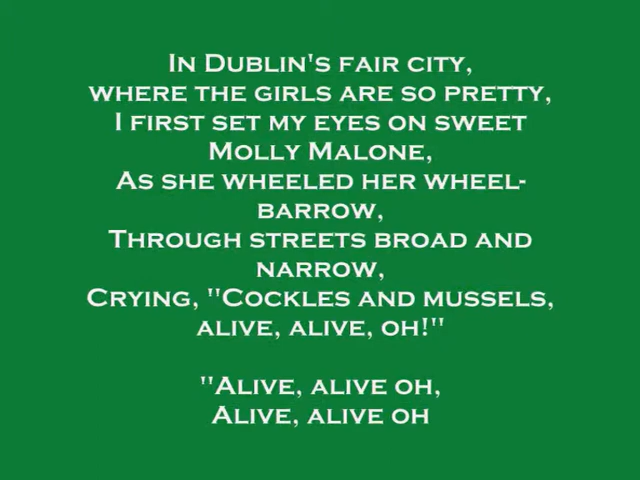 In Dublin's fair city,
where the girls are so pretty,
I first set my eyes on sweet
Molly Malone,
As she wheeled her wheel-
barrow,
Through streets broad and
narrow,
Crying, "Cockles and mussels,
alive, alive, oh!"
"Alive, alive oh,
Alive, alive oh